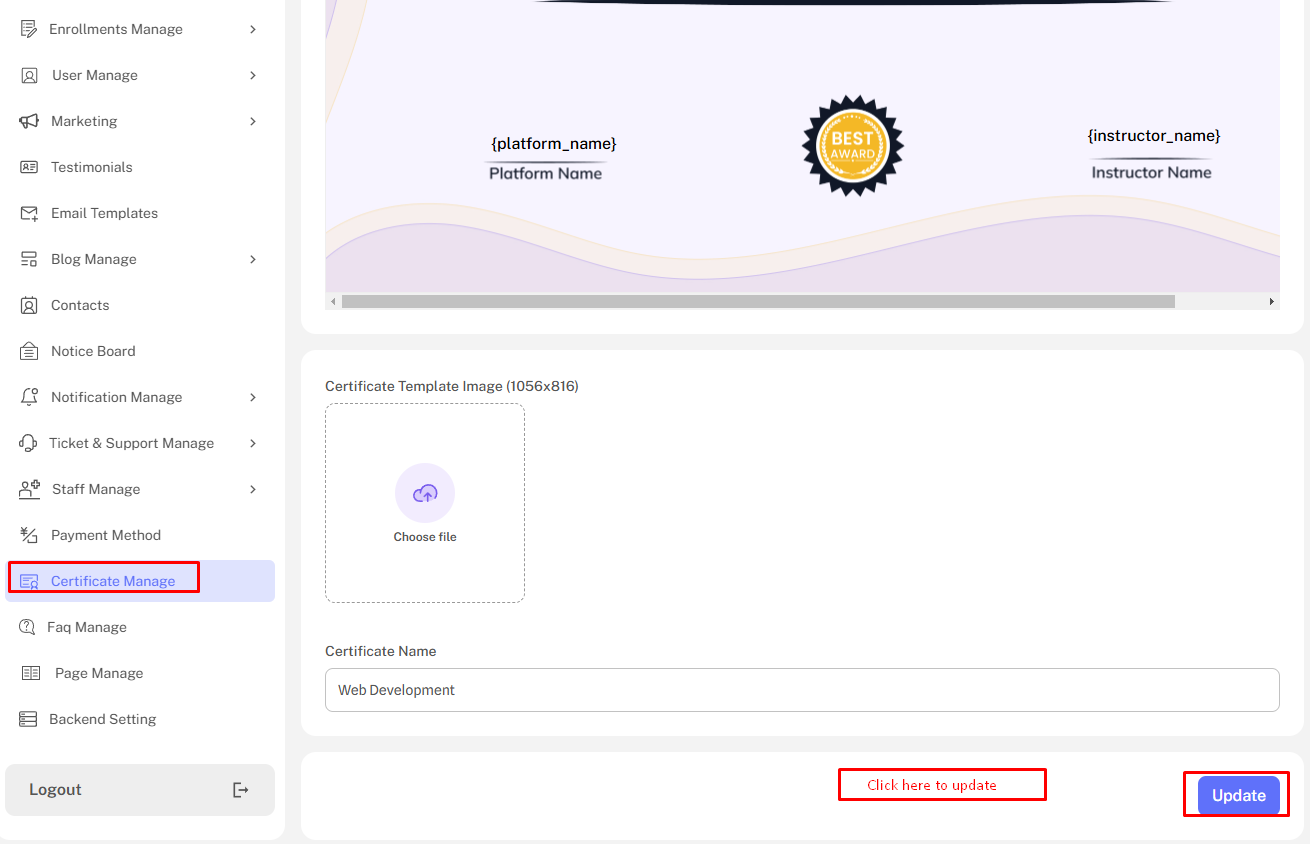 Enrollments Manage
User Manage
Marketing
Testimonials
Email Templates
Blog Manage
Contacts
Notice Board
Notification Manage
Ticket & Support Manage
Staff Manage
Payment Method
Certificate Manage
Faq Manage
Page Manage
Backend Setting
Logout
{platform_name}
Platform Name
BEST
AWARD
{instructor_name}
Instructor Name
Certificate Template Image (1056x816)
Choose file
Certificate Name
Web Development
Click here to update
Update